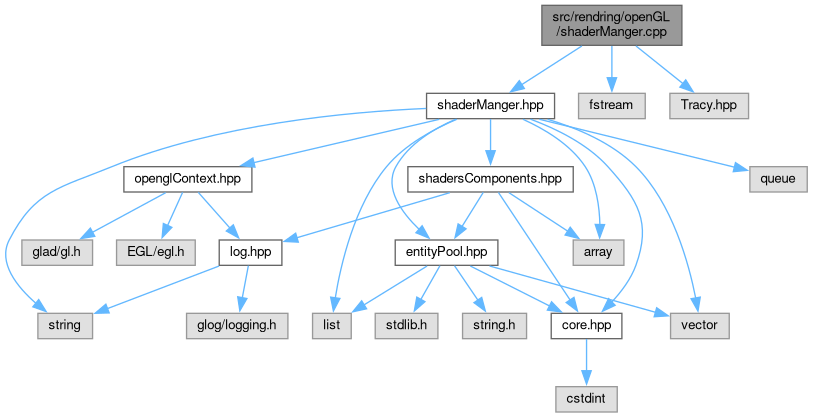 src/rendring/openGL
/shaderManger.cpp
shaderManger.hpp
fstream
Tracy.hpp
openglContext.hpp
shadersComponents.hpp
queue
glad/gl.h
EGL/egl.h
log.hpp
entityPool.hpp
array
string
glog/logging.h
list
stdlib.h
string.h
core.hpp
vector
cstdint